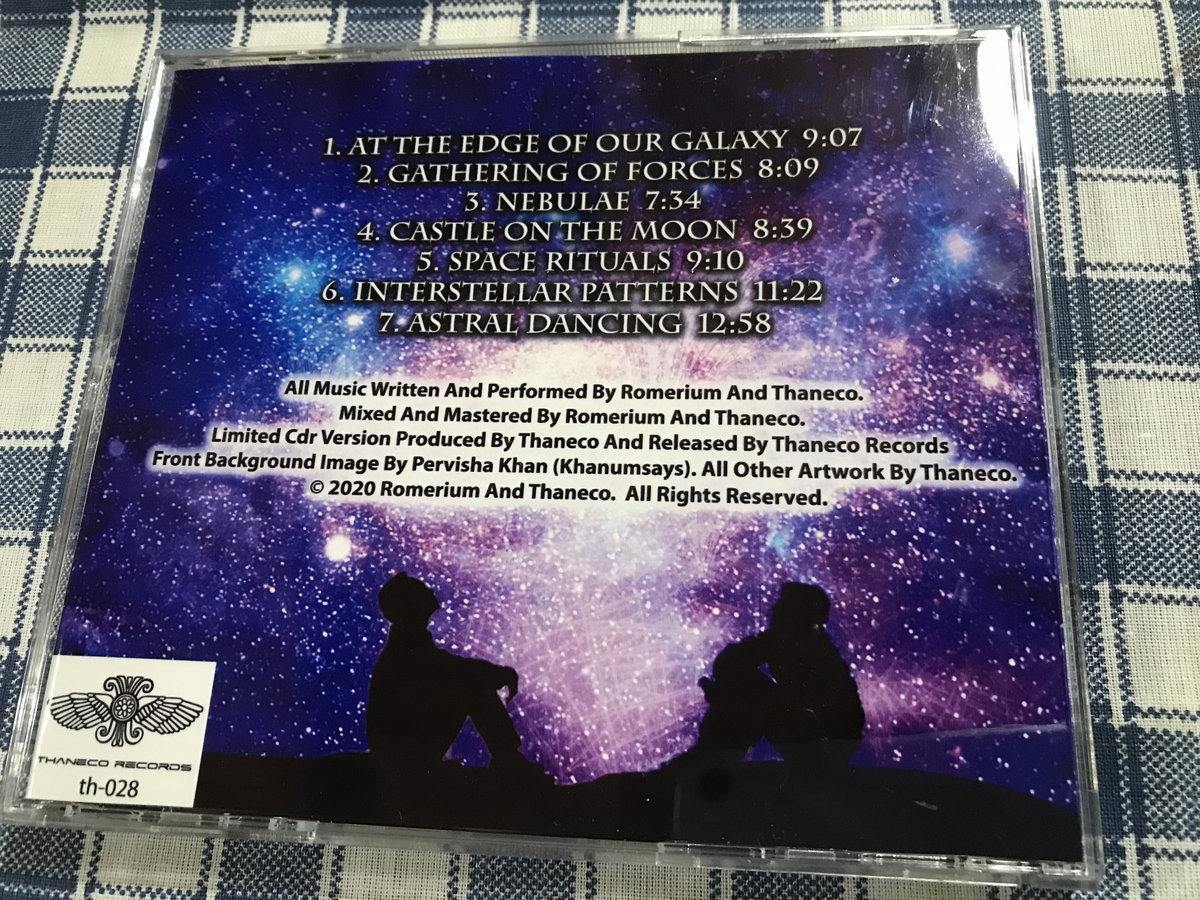 1. AT THE EDGE OF OUR GALAXY 9:07
2. GATHERING OF FORCES 8:09
3. NEBULAE 7:34
4. CASTLE ON THE MOON 8:39
5. SPACE RITUALS 9:10
6. INTERSTELLAR PATTERNS 11:22
7. ASTRAL DANCING 12:58
All Music Written And Performed By Romerium And Thaneco.
Mixed And Mastered By Romerium And Thaneco.
Limited Cdr Version Produced By Thaneco And Released By Thaneco Records
Front Background Image By Pervisha Khan (Khanumsays). All Other Artwork By Thaneco.
© 2020 Romerium And Thaneco. All Rights Reserved.
THANECO RECORDS
th-028